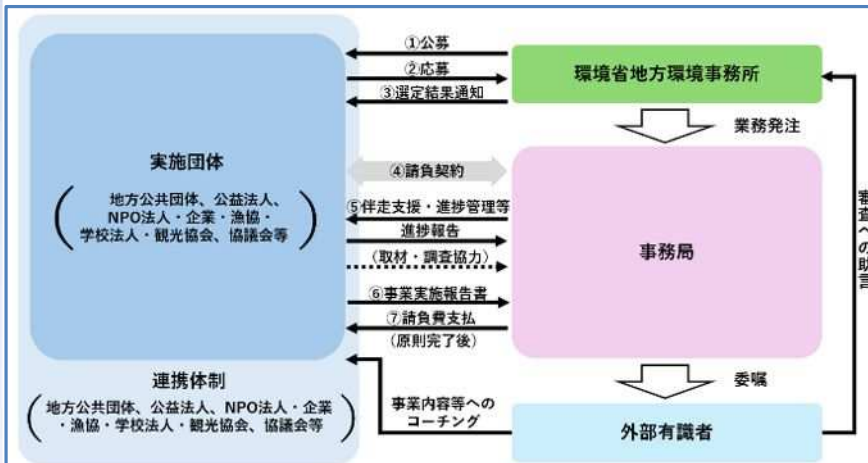 ①公募
②応募
③選定結果通知
環境省地方環境事務所
業務発注
実施団体
地方公共団体、公益法人、
NPO法人・企業・漁協・
学校法人・観光協会、協議会等
④請負契約
⑤伴走支援・進捗管理等
進捗報告
(取材・調査協力)
⑥事業実施報告書
⑦請負費支払
(原則完了後)
事務局
審査への助言
委嘱
連携体制
地方公共団体、公益法人、NPO法人・企業
・漁協・学校法人・観光協会、協議会等
事業内容等への
コーチング
外部有識者